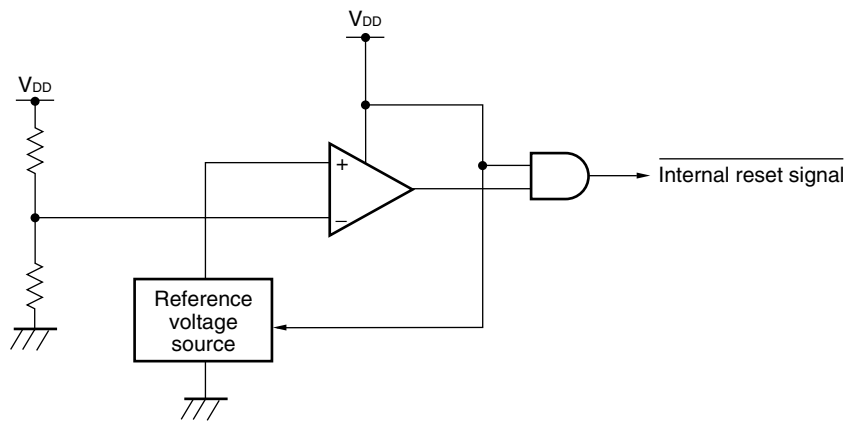 VDD
VDD
+
−
Internal reset signal
Reference
voltage
source